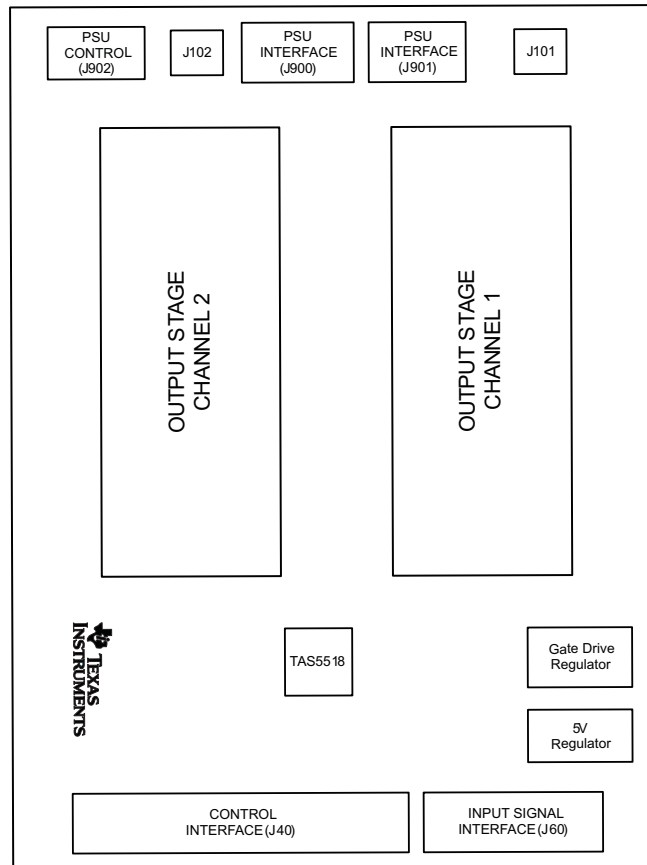 PSU
CONTROL
(J902)
J102
PSU
INTERFACE
(J900)
PSU
INTERFACE
(J901)
J101
OUTPUT STAGE
CHANNEL 2
OUTPUT STAGE
CHANNEL 1
TEXAS
INSTRUMENTS
TAS5518
Gate Drive
Regulator
5V
Regulator
CONTROL
INTERFACE (J40)
INPUT SIGNAL
INTERFACE (J60)